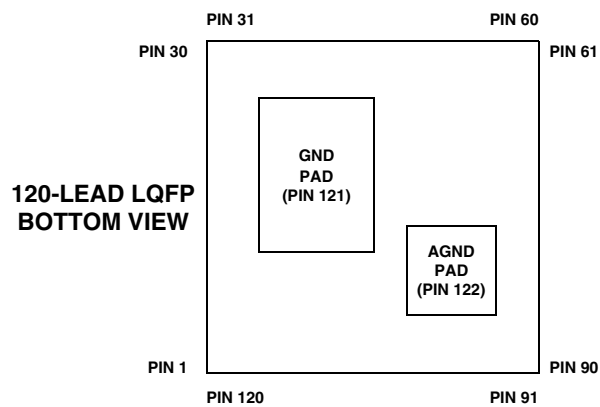 PIN 31
PIN 60
PIN 30
PIN 61
GND
PAD
(PIN 121)
120-LEAD LQFP
BOTTOM VIEW
AGND
PAD
(PIN 122)
PIN 1
PIN 90
PIN 120
PIN 91